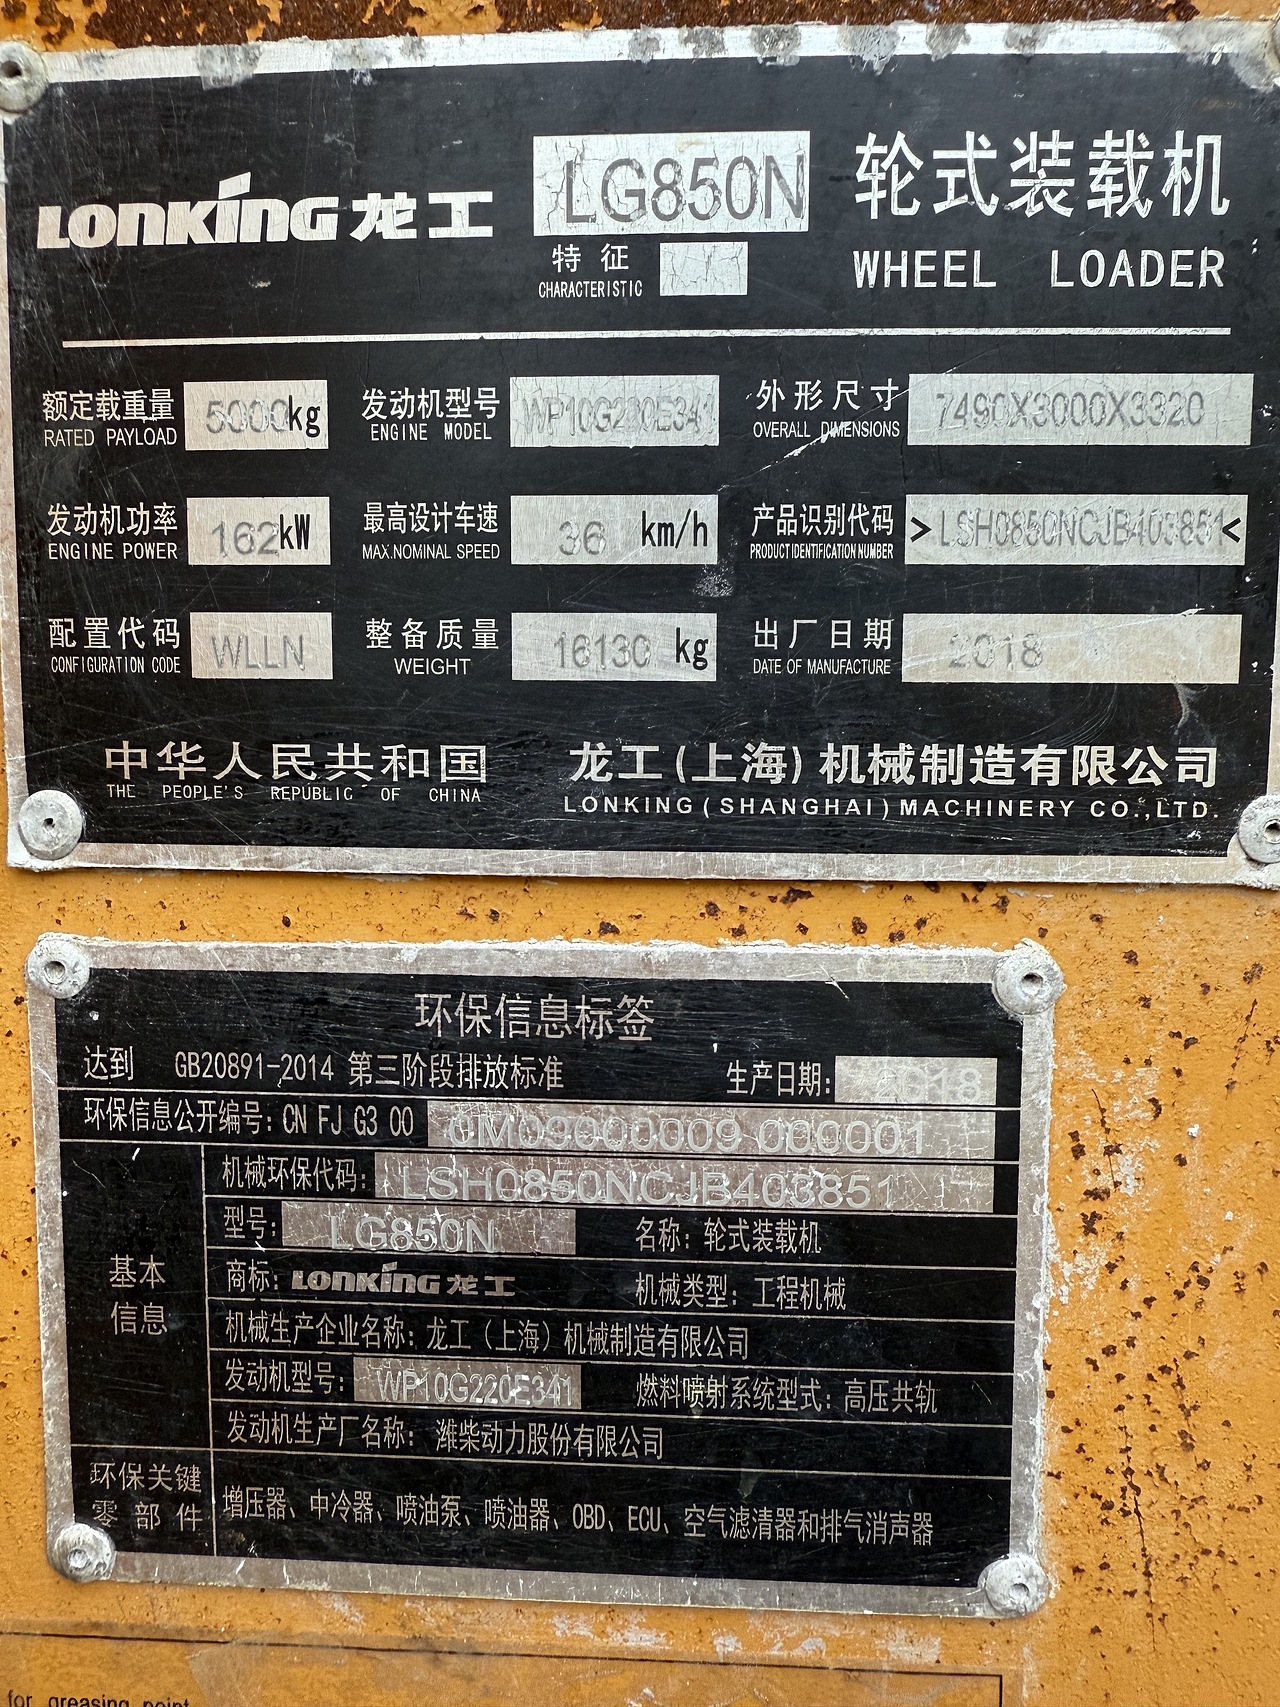 LONKING 龙工 LG850N 轮式装载机
特征
CHARACTERISTIC
WHEEL LOADER
额定载重量 5000kg 发动机型号 WP10G220E341 外形尺寸 7490X3000X3320
RATED PAYLOAD ENGINE MODEL OVERALL DIMENSIONS
发动机功率 162kW 最高设计车速 36 km/h 产品识别代码 >LSH0850NCJB403851<
ENGINE POWER MAX.NOMINAL SPEED PRODUCT IDENTIFICATION NUMBER
配置代码 WLLN 整备质量 16130 kg 出厂日期 2018
CONFIGURATION CODE WEIGHT DATE OF MANUFACTURE
中华人民共和国 龙工(上海)机械制造有限公司
THE PEOPLE'S REPUBLIC OF CHINA LONKING(SHANGHAI)MACHINERY CO.,LTD.
环保信息标签
达到 GB20891-2014 第三阶段排放标准 生产日期: 2018
环保信息公开编号: CN FJ G3 00 0M09000009 000001
机械环保代码: LSH0850NCJB403851
型号: LG850N 名称: 轮式装载机
基本信息
商标: LONKING 龙工 机械类型: 工程机械
机械生产企业名称: 龙工(上海)机械制造有限公司
发动机型号: WP10G220E341 燃料喷射系统型式: 高压共轨
发动机生产厂名称: 潍柴动力股份有限公司
环保关键零部件
增压器、中冷器、喷油泵、喷油器、OBD、ECU、空气滤清器和排气消声器
for greasing point